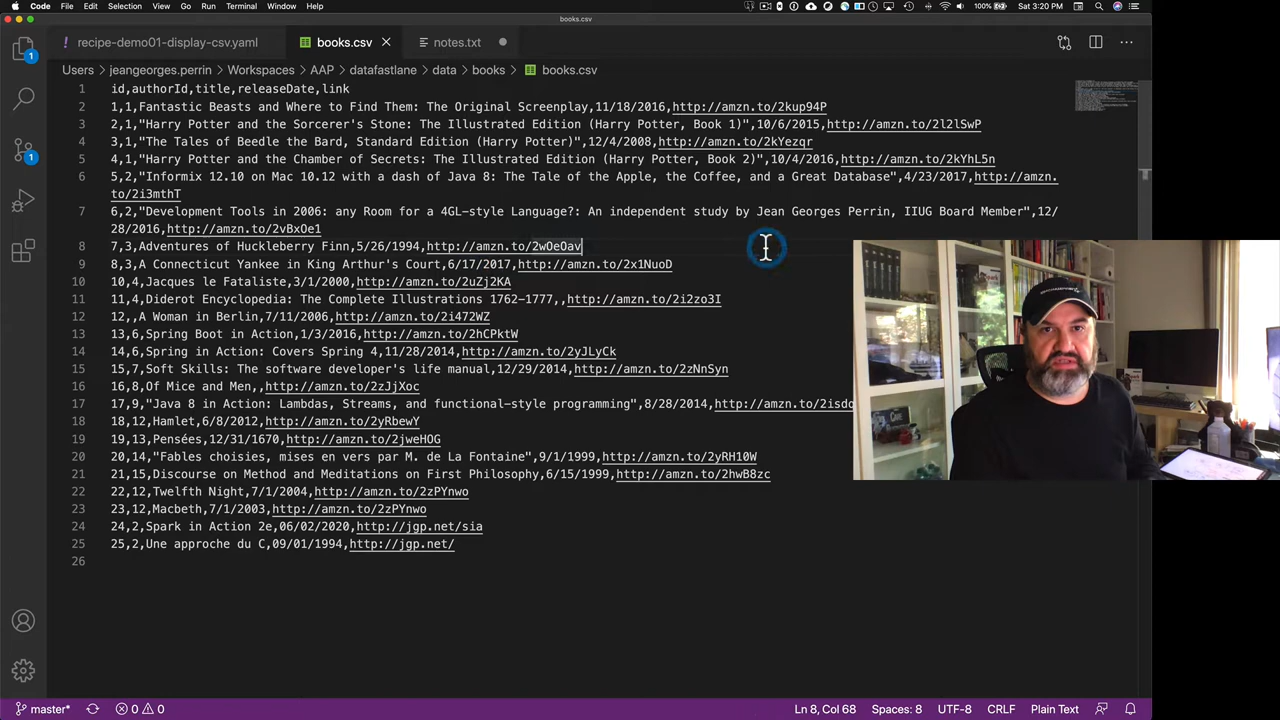 Code File Edit Selection View Go Run Terminal Window Help 100% Sat 3:20 PM
books.csv
! recipe-demo01-display-csv.yaml books.csv notes.txt
Users > jeangeorges.perrin > Workspaces > AAP > datafastlane > data > books > books.csv
1 id,authorId,title,releaseDate,link
2 1,1,Fantastic Beasts and Where to Find Them: The Original Screenplay,11/18/2016,http://amzn.to/2kup94P
3 2,1,"Harry Potter and the Sorcerer's Stone: The Illustrated Edition (Harry Potter, Book 1)",10/6/2015,http://amzn.to/2l2lSwP
4 3,1,"The Tales of Beedle the Bard, Standard Edition (Harry Potter)",12/4/2008,http://amzn.to/2kYezqr
5 4,1,"Harry Potter and the Chamber of Secrets: The Illustrated Edition (Harry Potter, Book 2)",10/4/2016,http://amzn.to/2kYhL5n
6 5,2,"Informix 12.10 on Mac 10.12 with a dash of Java 8: The Tale of the Apple, the Coffee, and a Great Database",4/23/2017,http://amzn.
to/2i3mthT
7 6,2,"Development Tools in 2006: any Room for a 4GL-style Language?: An independent study by Jean Georges Perrin, IIUG Board Member",12/
28/2016,http://amzn.to/2vBxOe1
8 7,3,Adventures of Huckleberry Finn,5/26/1994,http://amzn.to/2wOeOav
9 8,3,A Connecticut Yankee in King Arthur's Court,6/17/2017,http://amzn.to/2x1NuoD
10 10,4,Jacques le Fataliste,3/1/2000,http://amzn.to/2uZj2KA
11 11,4,Diderot Encyclopedia: The Complete Illustrations 1762-1777,,http://amzn.to/2i2zo3I
12 12,,A Woman in Berlin,7/11/2006,http://amzn.to/2i472WZ
13 13,6,Spring Boot in Action,1/3/2016,http://amzn.to/2hCPktW
14 14,6,Spring in Action: Covers Spring 4,11/28/2014,http://amzn.to/2yJLyCk
15 15,7,Soft Skills: The software developer's life manual,12/29/2014,http://amzn.to/2zNnSyn
16 16,8,Of Mice and Men,,http://amzn.to/2zJjXoc
17 17,9,"Java 8 in Action: Lambdas, Streams, and functional-style programming",8/28/2014,http://amzn.to/2isdo
18 18,12,Hamlet,6/8/2012,http://amzn.to/2yRbewY
19 19,13,Pensées,12/31/1670,http://amzn.to/2jweHOG
20 20,14,"Fables choisies, mises en vers par M. de La Fontaine",9/1/1999,http://amzn.to/2yRH10W
21 21,15,Discourse on Method and Meditations on First Philosophy,6/15/1999,http://amzn.to/2hwB8zc
22 22,12,Twelfth Night,7/1/2004,http://amzn.to/2zPYnwo
23 23,12,Macbeth,7/1/2003,http://amzn.to/2zPYnwo
24 24,2,Spark in Action 2e,06/02/2020,http://jgp.net/sia
25 25,2,Une approche du C,09/01/1994,http://jgp.net/
26
1
1
master* 0 0 Ln 8, Col 68 Spaces: 8 UTF-8 CRLF Plain Text